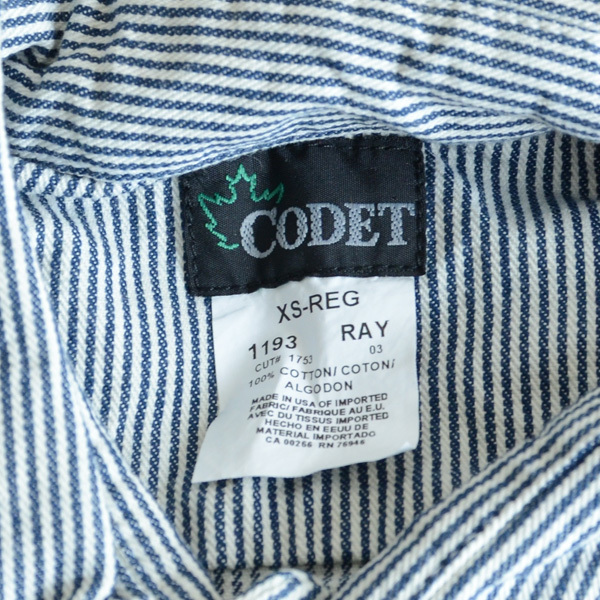 CODET
XS-REG
1193 RAY
CUT# 1753 03
100% COTTON/ COTON/
ALGODON
MADE IN USA OF IMPORTED
FABRIC/ FABRIQUE AU E.U.
AVEC DU TISSUS IMPORTED
HECHO EN EEUU DE
MATERIAL IMPORTADO
CA 00266 RN 76946